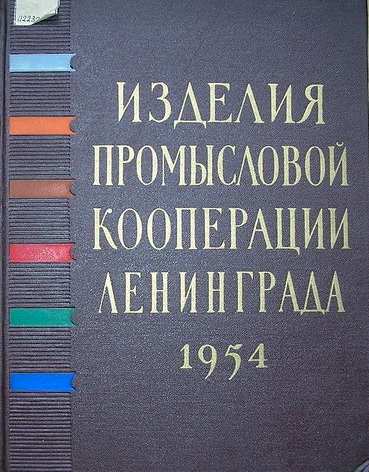 ИЗДЕЛИЯ
ПРОМЫСЛОВОЙ
КООПЕРАЦИИ
ЛЕНИНГРАДА
1954